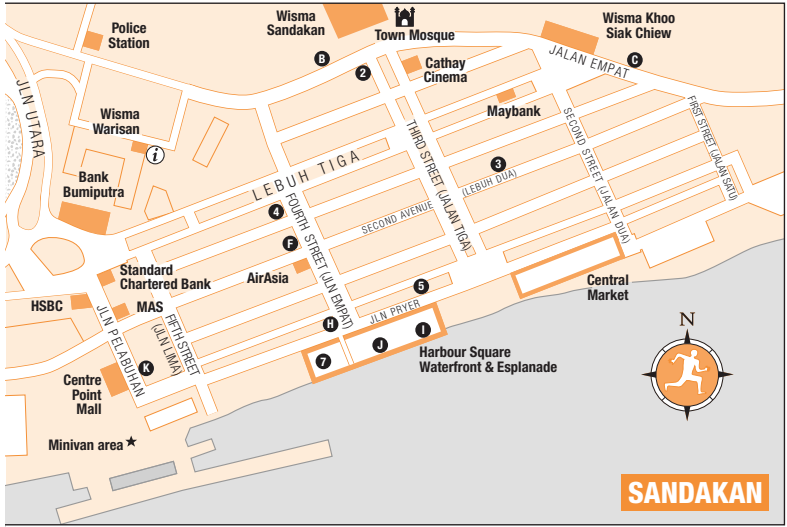 Police
Station
Wisma
Sandakan
Town Mosque
Wisma Khoo
Siak Chiew
B
2
Cathay
Cinema
C
JALAN EMPAT
JLN UTARA
Wisma
Warisan
i
Maybank
Bank
Bumiputra
LEBUH TIGA
THIRD STREET (JALAN TIGA)
SECOND STREET (JALAN DUA)
FIRST STREET (JALAN SATU)
3
(LEBUH DUA)
SECOND AVENUE
4
FOURTH STREET (JLN EMPAT)
F
AirAsia
Standard
Chartered Bank
HSBC
MAS
JLN PELABUHAN
FIFTH STREET
(JLN LIMA)
5
JLN PRYER
H
I
J
7
K
Central
Market
Harbour Square
Waterfront & Esplanade
Centre
Point
Mall
Minivan area
N
SANDAKAN